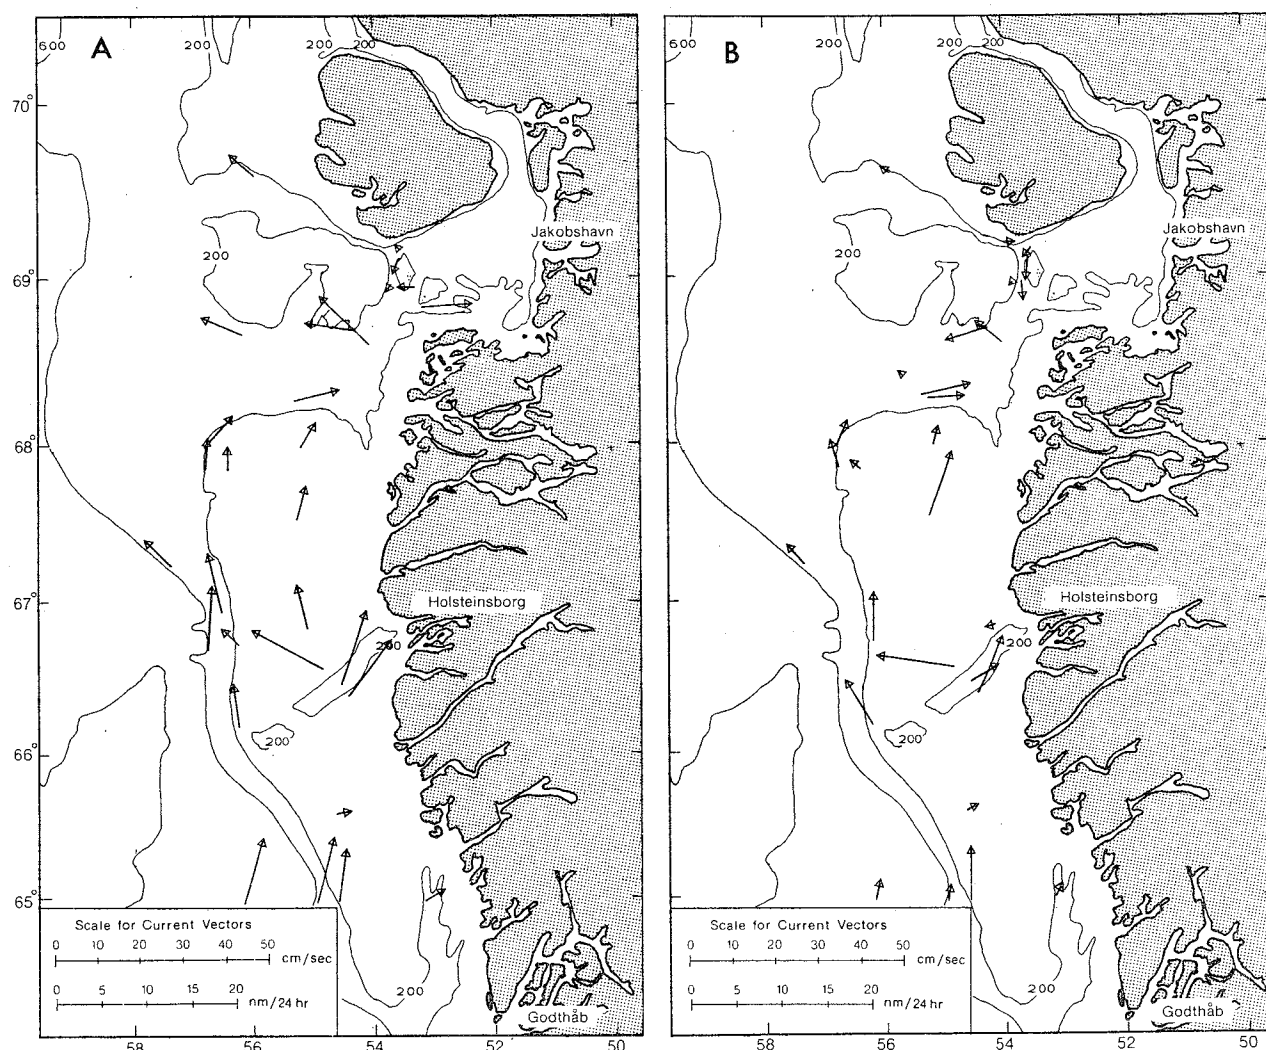 A
600
200
200
200
70°
Jakobshavn
200
69°
68°
67°
Holsteinsborg
200
66°
200
65°
Scale for Current Vectors
0 10 20 30 40 50
cm/sec
0 5 10 15 20
nm/24 hr
200
Godthåb
58 56 54 52 50
B
600
200
200
200
Jakobshavn
200
Holsteinsborg
200
200
Scale for Current Vectors
0 10 20 30 40 50
cm/sec
0 5 10 15 20
nm/24 hr
200
Godthåb
58 56 54 52 50